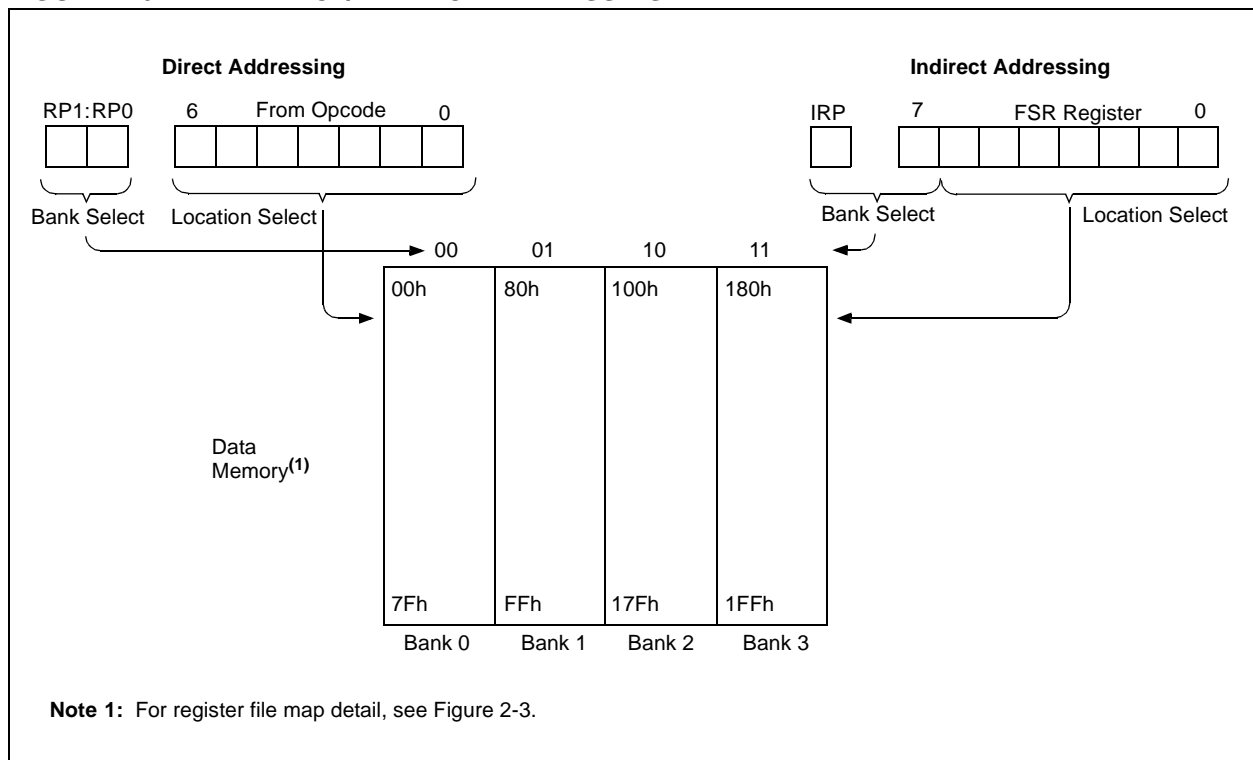 Direct Addressing
Indirect Addressing
RP1:RP0 6 From Opcode 0
IRP 7 FSR Register 0
Bank Select Location Select
Bank Select Location Select
00 01 10 11
00h 80h 100h 180h
Data
Memory(1)
7Fh FFh 17Fh 1FFh
Bank 0 Bank 1 Bank 2 Bank 3
Note 1: For register file map detail, see Figure 2-3.